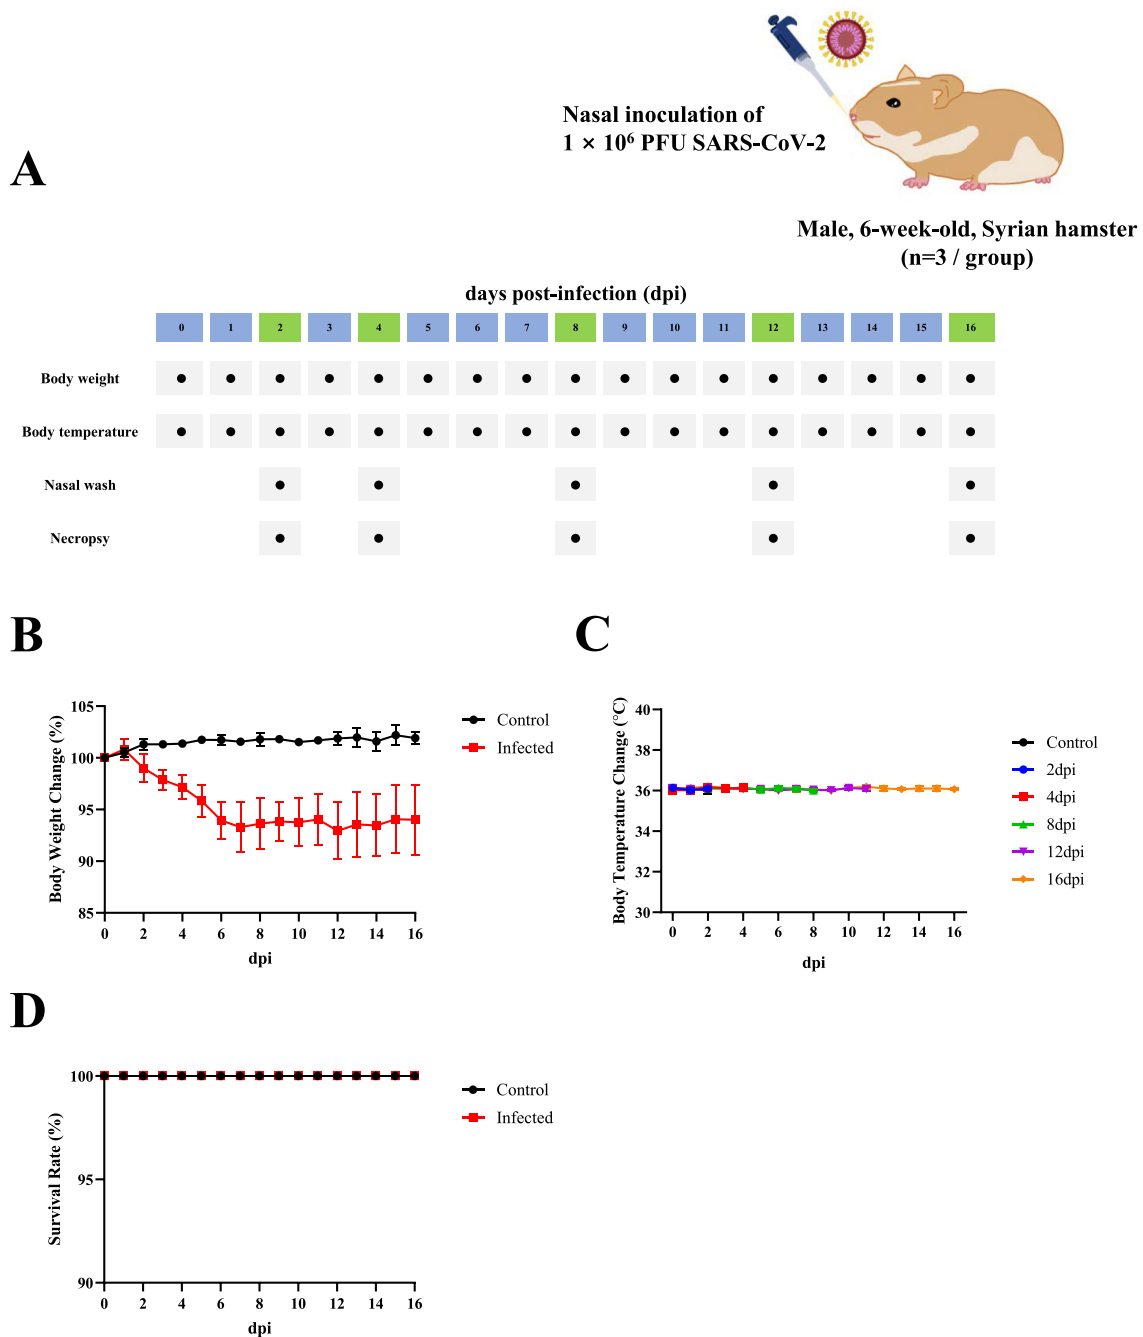 Nasal inoculation of
1 × 10⁶ PFU SARS-CoV-2
A
Male, 6-week-old, Syrian hamster
(n=3 / group)
days post-infection (dpi)
0 1 2 3 4 5 6 7 8 9 10 11 12 13 14 15 16
Body weight
Body temperature
Nasal wash
Necropsy
B
Body Weight Change (%)
105
100
95
90
85
0 2 4 6 8 10 12 14 16
dpi
Control
Infected
C
Body Temperature Change (°C)
40
38
36
34
32
30
0 2 4 6 8 10 12 14 16
dpi
Control
2dpi
4dpi
8dpi
12dpi
16dpi
D
Survival Rate (%)
100
95
90
0 2 4 6 8 10 12 14 16
dpi
Control
Infected